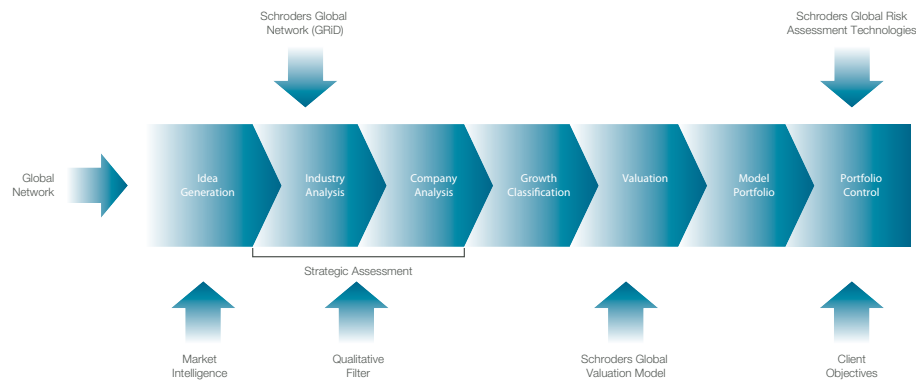 Schroders Global
Network (GRiD)
Schroders Global Risk
Assessment Technologies
Global
Network
Idea
Generation
Industry
Analysis
Company
Analysis
Growth
Classification
Valuation
Model
Portfolio
Portfolio
Control
Strategic Assessment
Market
Intelligence
Qualitative
Filter
Schroders Global
Valuation Model
Client
Objectives